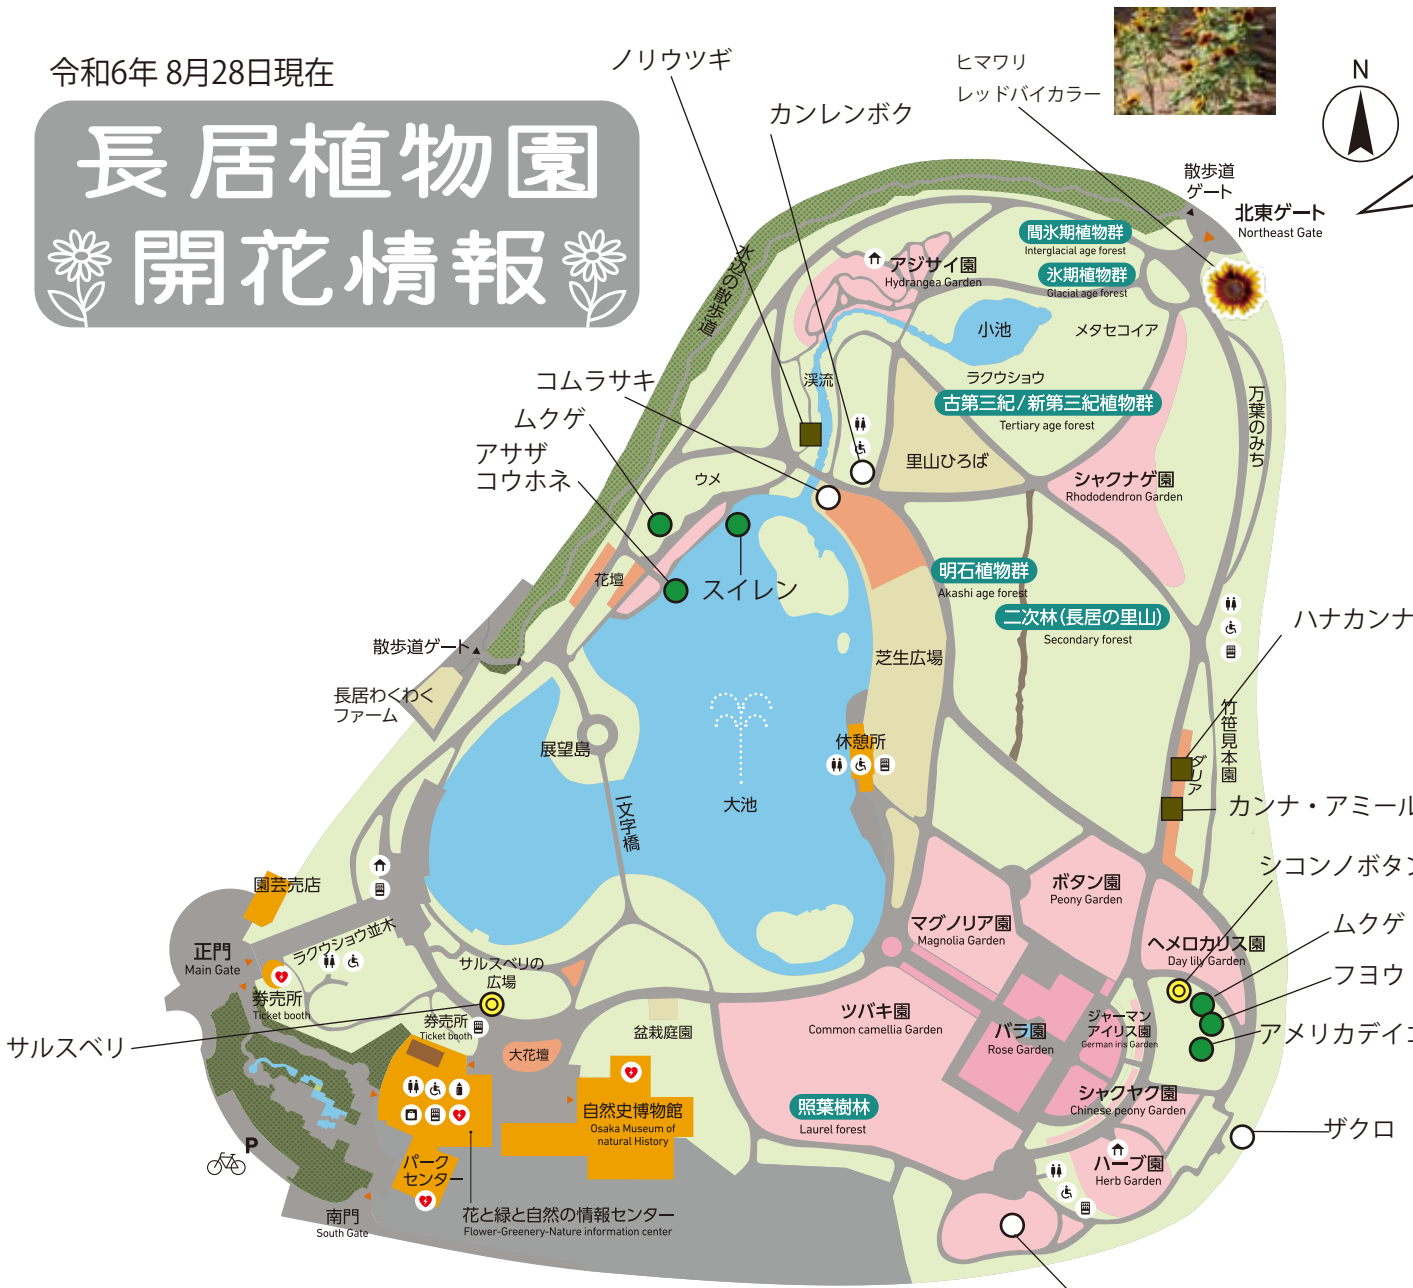 令和6年 8月28日現在
長居植物園
開花情報
ノリウツギ
カンレンボク
ヒマワリ
レッドバイカラー
N
散歩道
ゲート
北東ゲート
Northeast Gate
間氷期植物群
Interglacial age forest
氷期植物群
Glacial age forest
アジサイ園
Hydrangea Garden
水辺の散歩道
小池
メタセコイア
ラクウショウ
渓流
古第三紀/新第三紀植物群
Tertiary age forest
万葉のみち
コムラサキ
ムクゲ
アサザ
コウホネ
ウメ
里山ひろば
シャクナゲ園
Rhododendron Garden
スイレン
花壇
明石植物群
Akashi age forest
二次林(長居の里山)
Secondary forest
ハナカンナ
散歩道ゲート
芝生広場
長居わくわく
ファーム
竹笹見本園
展望島
休憩所
ダリア
大池
一文字橋
カンナ・アミール
シコンノボタン
園芸売店
ボタン園
Peony Garden
マグノリア園
Magnolia Garden
ムクゲ
ラクウショウ並木
正門
Main Gate
ヘメロカリス園
Day lily Garden
サルスベリの
広場
フヨウ
券売所
Ticket booth
ツバキ園
Common camellia Garden
券売所
Ticket booth
盆栽庭園
バラ園
Rose Garden
ジャーマン
アイリス園
German iris Garden
アメリカデイゴ
サルスベリ
大花壇
シャクヤク園
Chinese peony Garden
自然史博物館
Osaka Museum of
natural History
照葉樹林
Laurel forest
ザクロ
P
パーク
センター
ハーブ園
Herb Garden
南門
South Gate
花と緑と自然の情報センター
Flower-Greenery-Nature information center